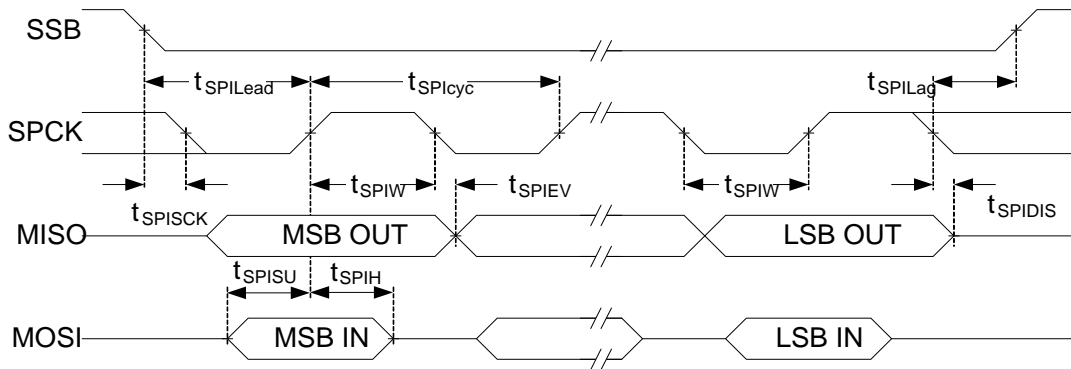 SSB
tSPILead
tSPIcyc
tSPILag
SPCK
tSPIW
tSPIEV
tSPIW
tSPISCK
tSPIDIS
MISO
MSB OUT
LSB OUT
tSPISU
tSPIH
MOSI
MSB IN
LSB IN